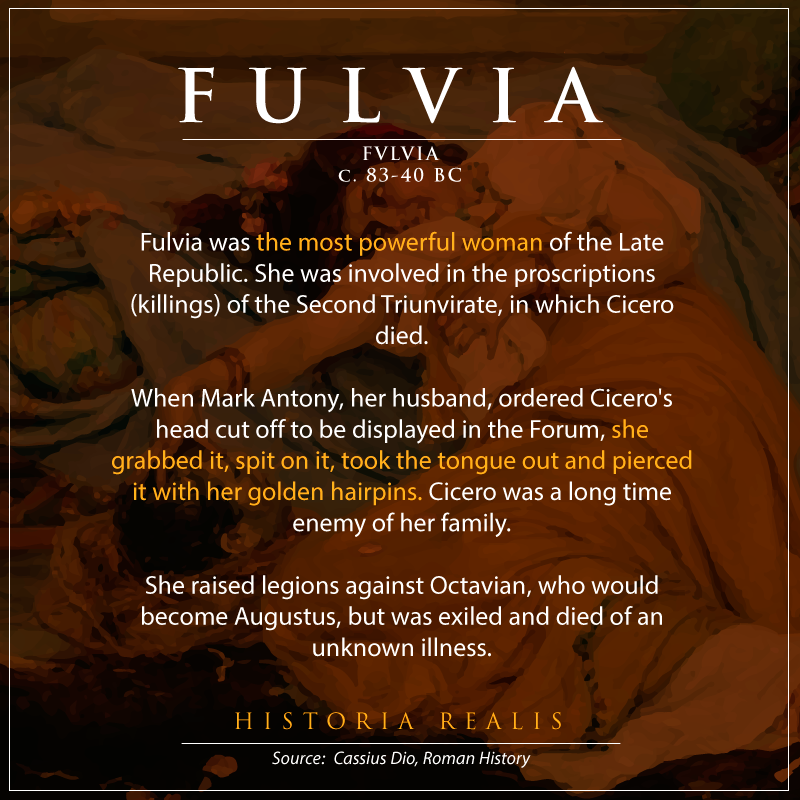 FULVIA
FVLVIA
C. 83-40 BC
Fulvia was the most powerful woman of the Late
Republic. She was involved in the proscriptions
(killings) of the Second Triunvirate, in which Cicero
died.
When Mark Antony, her husband, ordered Cicero's
head cut off to be displayed in the Forum, she
grabbed it, spit on it, took the tongue out and pierced
it with her golden hairpins. Cicero was a long time
enemy of her family.
She raised legions against Octavian, who would
become Augustus, but was exiled and died of an
unknown illness.
HISTORIA REALIS
Source: Cassius Dio, Roman History